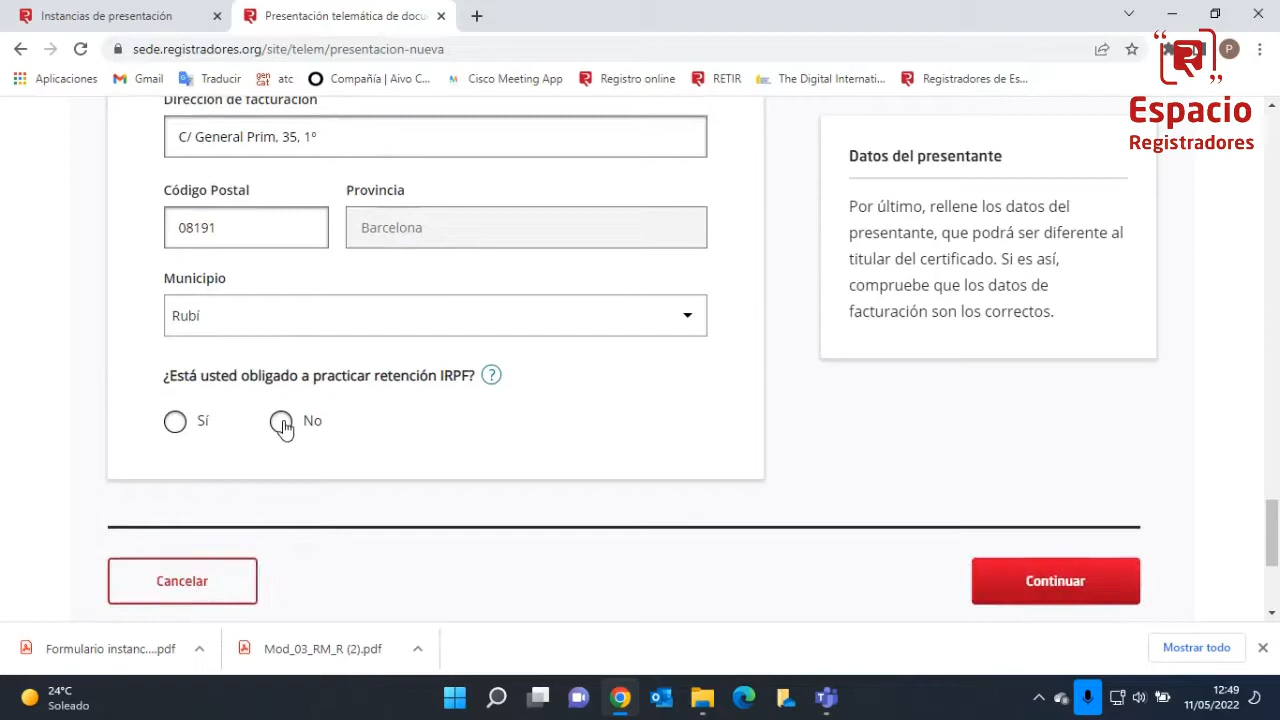 Instancias de presentación
Presentación telemática de docu
sede.registradores.org/site/telem/presentacion-nueva
P
Aplicaciones
Gmail
Traducir
atc
Compañía | Aivo C...
Cisco Meeting App
Registro online
RETIR
The Digital Internati...
Registradores de Es...
Espacio
Registradores
Dirección de facturación
C/ General Prim, 35, 1º
Código Postal
Provincia
08191
Barcelona
Municipio
Rubí
¿Está usted obligado a practicar retención IRPF? ?
Sí
No
Datos del presentante
Por último, rellene los datos del
presentante, que podrá ser diferente al
titular del certificado. Si es así,
compruebe que los datos de
facturación son los correctos.
Cancelar
Continuar
Formulario instanc....pdf
Mod_03_RM_R (2).pdf
Mostrar todo
24°C
Soleado
12:49
11/05/2022